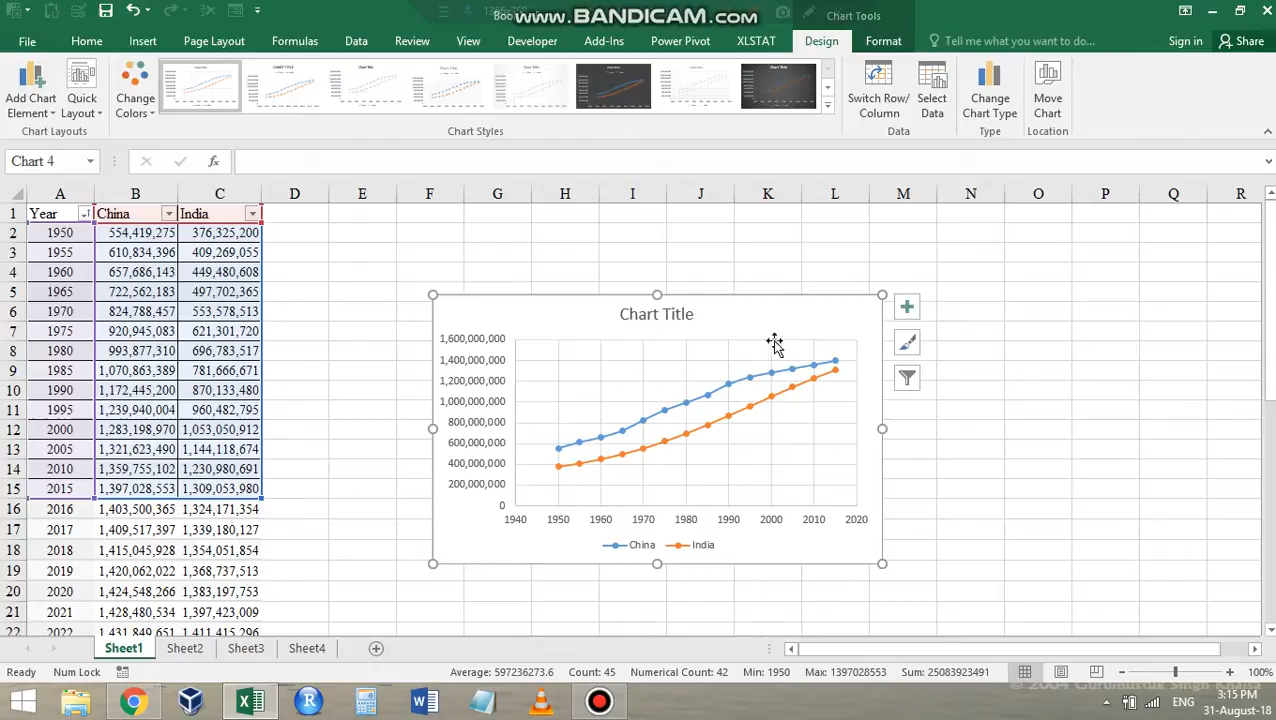 Boo
www.BANDICAM.com
Chart Tools
File
Home
Insert
Page Layout
Formulas
Data
Review
View
Developer
Add-Ins
Power Pivot
XLSTAT
Design
Format
Tell me what you want to do...
Sign in
Share
Add Chart Element
Quick Layout
Change Colors
Switch Row/ Column
Select Data
Change Chart Type
Move Chart
Chart Layouts
Chart Styles
Data
Type
Location
Chart 4
fx
A B C D E F G H I J K L M N O P Q R
1 Year China India
2 1950 554,419,275 376,325,200
3 1955 610,834,396 409,269,055
4 1960 657,686,143 449,480,608
5 1965 722,562,183 497,702,365
6 1970 824,788,457 553,578,513
7 1975 920,945,083 621,301,720
8 1980 993,877,310 696,783,517
9 1985 1,070,863,389 781,666,671
10 1990 1,172,445,200 870,133,480
11 1995 1,239,940,004 960,482,795
12 2000 1,283,198,970 1,053,050,912
13 2005 1,321,623,490 1,144,118,674
14 2010 1,359,755,102 1,230,980,691
15 2015 1,397,028,553 1,309,053,980
16 2016 1,403,500,365 1,324,171,354
17 2017 1,409,517,397 1,339,180,127
18 2018 1,415,045,928 1,354,051,854
19 2019 1,420,062,022 1,368,737,513
20 2020 1,424,548,266 1,383,197,753
21 2021 1,428,480,534 1,397,423,009
22 2022 1,431,849,651 1,411,415,296
Chart Title
1,600,000,000
1,400,000,000
1,200,000,000
1,000,000,000
800,000,000
600,000,000
400,000,000
200,000,000
0
1940 1950 1960 1970 1980 1990 2000 2010 2020
China India
Sheet1 Sheet2 Sheet3 Sheet4
Ready Num Lock Average: 597236273.6 Count: 45 Numerical Count: 42 Min: 1950 Max: 1397028553 Sum: 25083923491 100%
© 2004 Gurumustuk Singh Khalsa
ENG
3:15 PM
31-August-18